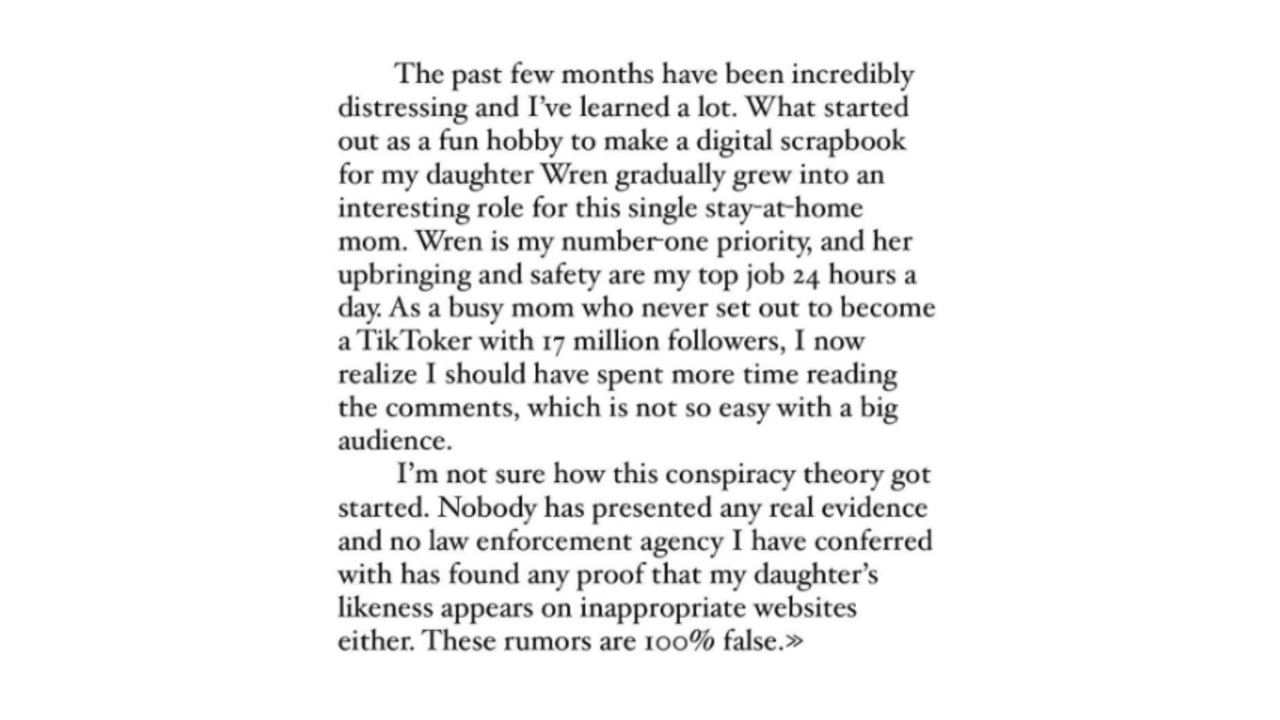 The past few months have been incredibly
distressing and I've learned a lot. What started
out as a fun hobby to make a digital scrapbook
for my daughter Wren gradually grew into an
interesting role for this single stay-at-home
mom. Wren is my number-one priority, and her
upbringing and safety are my top job 24 hours a
day. As a busy mom who never set out to become
a TikToker with 17 million followers, I now
realize I should have spent more time reading
the comments, which is not so easy with a big
audience.
I'm not sure how this conspiracy theory got
started. Nobody has presented any real evidence
and no law enforcement agency I have conferred
with has found any proof that my daughter's
likeness appears on inappropriate websites
either. These rumors are 100% false.»